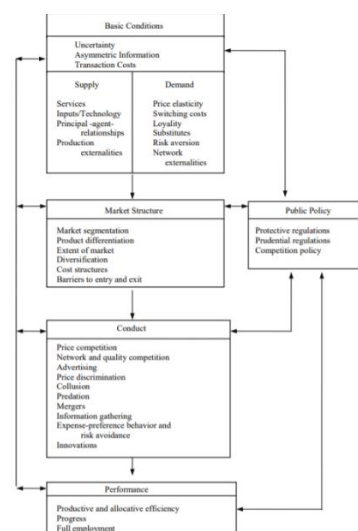 Basic Conditions
Uncertainty
Asymmetric Information
Transaction Costs
Supply
Services
Inputs/Technology
Principal -agent-
relationships
Production
externalities
Demand
Price elasticity
Switching costs
Loyality
Substitutes
Risk aversion
Network
externalities
Market Structure
Market segmentation
Product differentiation
Extent of market
Diversification
Cost structures
Barriers to entry and exit
Public Policy
Protective regulations
Prudential regulations
Competition policy
Conduct
Price competition
Network and quality competition
Advertising
Price discrimination
Collusion
Predation
Mergers
Information gathering
Expense-preference behavior and
risk avoidance
Innovations
Performance
Productive and allocative efficiency
Progress
Full employment